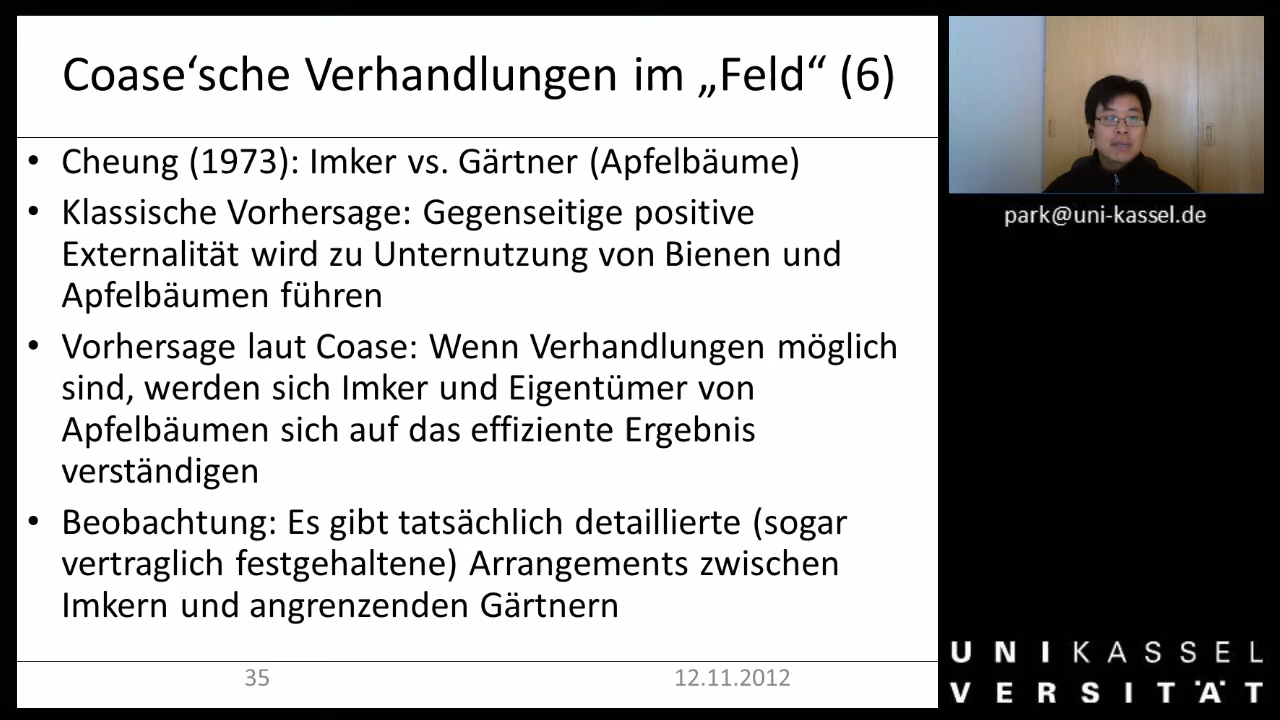 Coase‘sche Verhandlungen im „Feld“ (6)
• Cheung (1973): Imker vs. Gärtner (Apfelbäume)
• Klassische Vorhersage: Gegenseitige positive
Externalität wird zu Unternutzung von Bienen und
Apfelbäumen führen
• Vorhersage laut Coase: Wenn Verhandlungen möglich
sind, werden sich Imker und Eigentümer von
Apfelbäumen sich auf das effiziente Ergebnis
verständigen
• Beobachtung: Es gibt tatsächlich detaillierte (sogar
vertraglich festgehaltene) Arrangements zwischen
Imkern und angrenzenden Gärtnern
35 12.11.2012
park@uni-kassel.de
UNIKASSEL
VERSITÄT